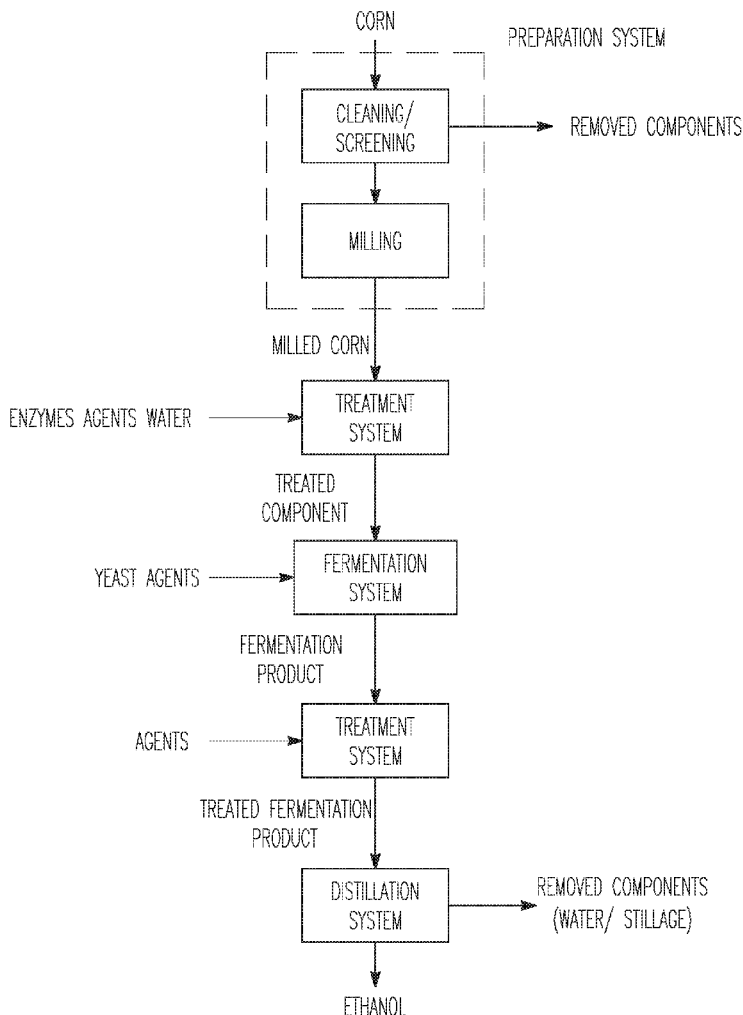 CORN
PREPARATION SYSTEM
CLEANING/
SCREENING
REMOVED COMPONENTS
MILLING
MILLED CORN
ENZYMES AGENTS WATER
TREATMENT
SYSTEM
TREATED
COMPONENT
YEAST AGENTS
FERMENTATION
SYSTEM
FERMENTATION
PRODUCT
AGENTS
TREATMENT
SYSTEM
TREATED FERMENTATION
PRODUCT
DISTILLATION
SYSTEM
REMOVED COMPONENTS
(WATER/ STILLAGE)
ETHANOL